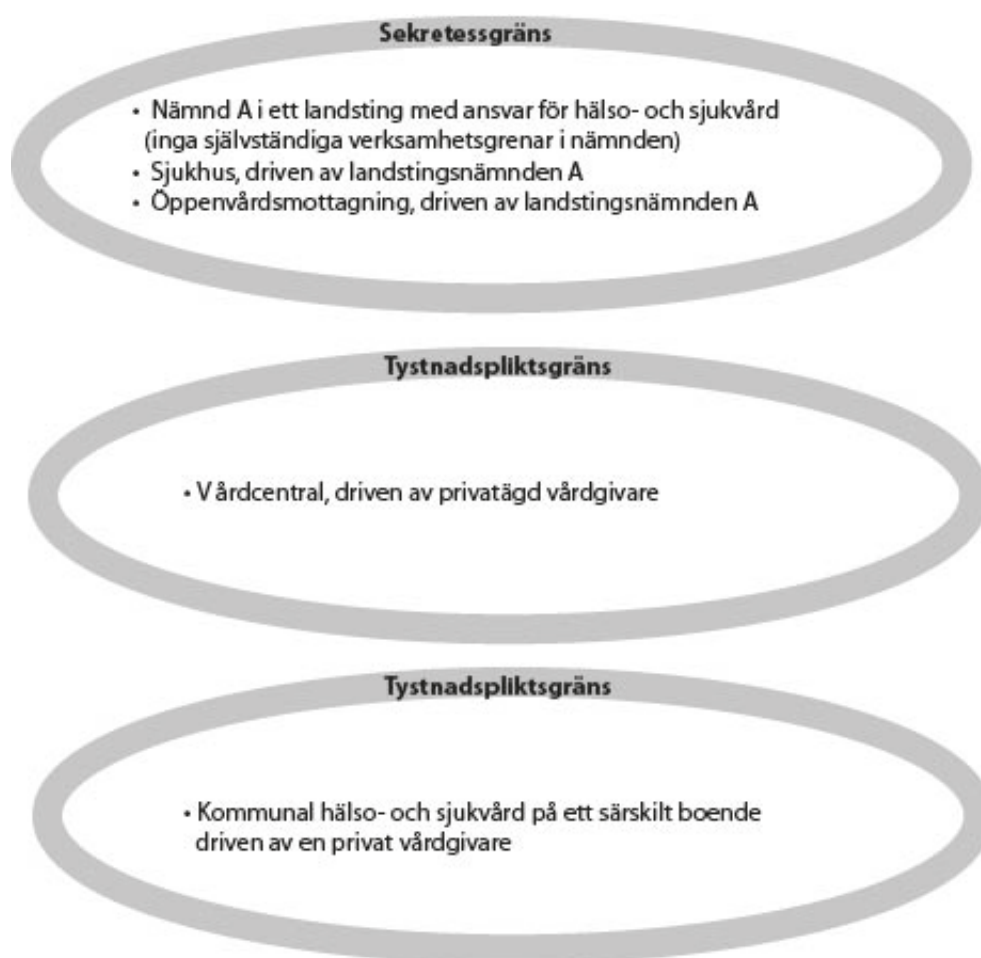 Sekretessgräns
• Nämnd A i ett landsting med ansvar för hälso- och sjukvård
(inga självständiga verksamhetsgrenar i nämnden)
• Sjukhus, driven av landstingsnämnden A
• Öppenvårdsmottagning, driven av landstingsnämnden A
Tystnadspliktsgräns
• Vårdcentral, driven av privatägd vårdgivare
Tystnadspliktsgräns
• Kommunal hälso- och sjukvård på ett särskilt boende
driven av en privat vårdgivare